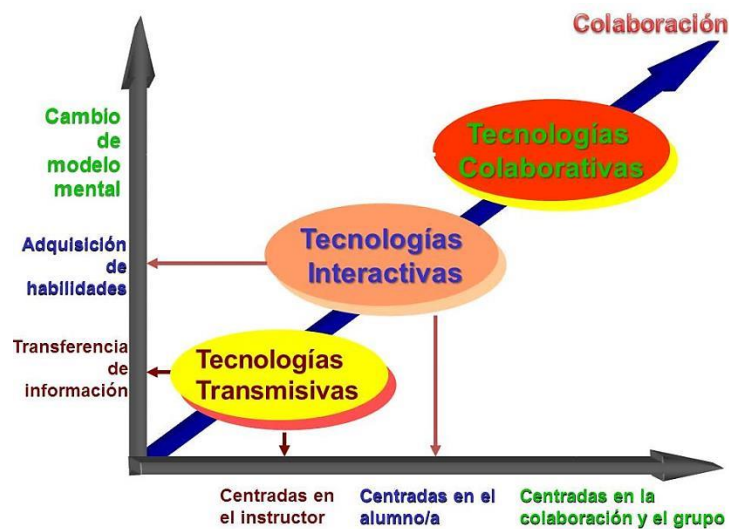 Colaboración
Cambio
de
modelo
mental
Tecnologías
Colaborativas
Adquisición
de
habilidades
Tecnologías
Interactivas
Transferencia
de
información
Tecnologías
Transmisivas
Centradas en
el instructor
Centradas en el
alumno/a
Centradas en la
colaboración y el grupo